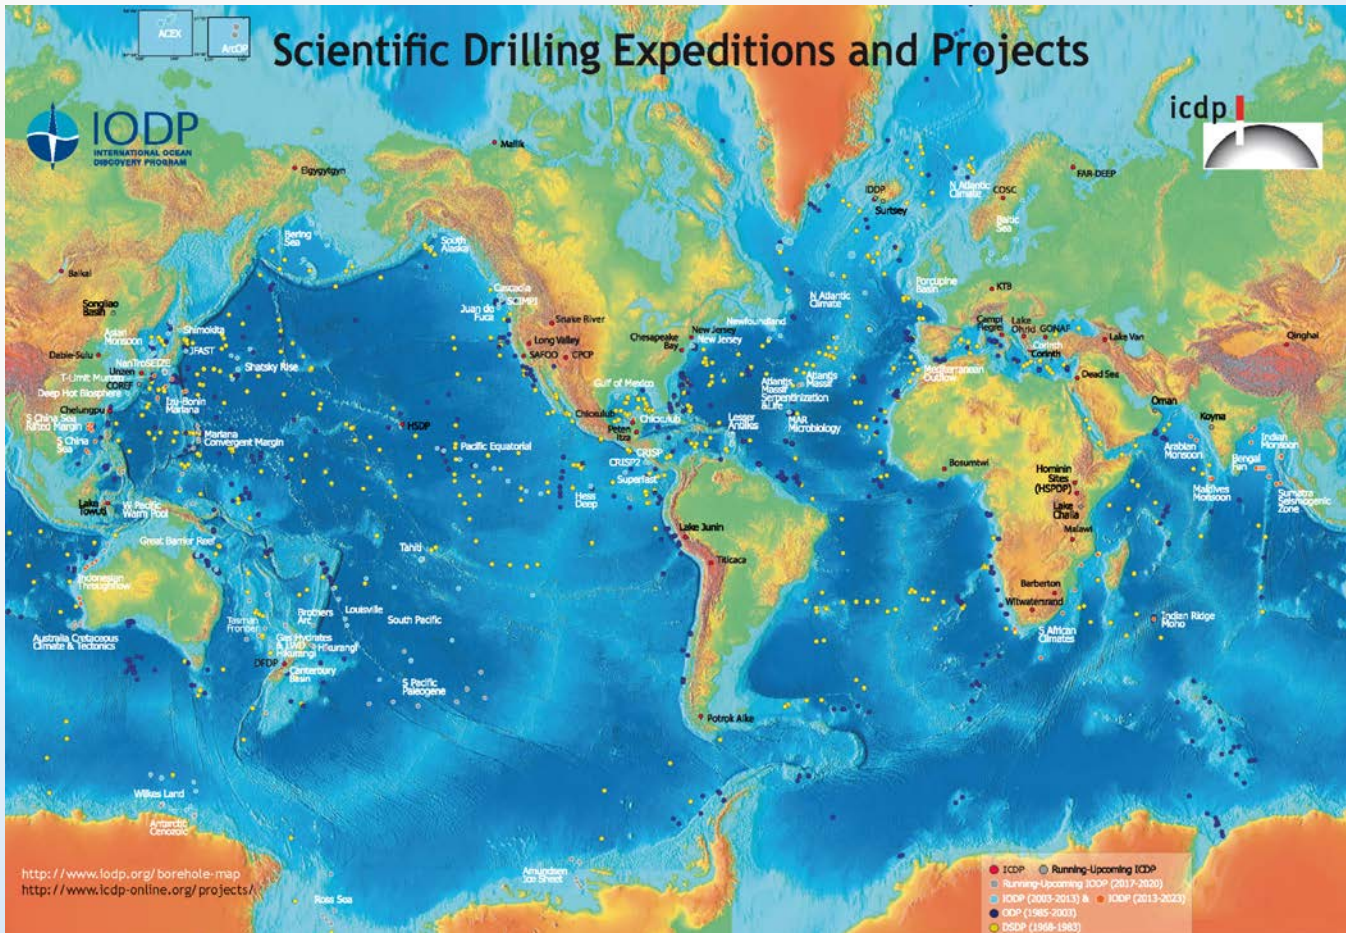 ACEX
ArcOP
Scientific Drilling Expeditions and Projects
IODP
INTERNATIONAL OCEAN
DISCOVERY PROGRAM
icdp
Mallik
Elgygytgyn
FAR-DEEP
N Atlantic
Climate
COSC
IDDP
Surtsey
Baltic
Sea
Bering
Sea
South
Alaska
Baikal
Porcupine
Basin
KTB
Cascadia
SCIMPI
Juan de
Fuca
N Atlantic
Climate
Songliao
Basin
Asian
Monsoon
Shimokita
Snake River
Newfoundland
Campi
Flegrei
Lake
Ohrid
GONAF
Lake Van
Qinghai
Dabie-Sulu
JFAST
NanTroSEIZE
Unzen
Long Valley
SAFOD
CPCP
Chesapeake
Bay
New Jersey
New Jersey
Corinth
Corinth
Shatsky Rise
T-Limit Muroto
COREF
Deep Hot Biosphere
Gulf of Mexico
Atlantis
Massif
Atlantis
Massif
Serpentinization
&Life
Mediterranean
Outflow
Dead Sea
Izu-Bonin
Mariana
Chelungpu
S China Sea
Rifted Margin
S China
Sea
HSDP
Chicxulub
Chicxulub
Peten
Itza
Lesser
Antilles
MAR
Microbiology
Oman
Koyna
Mariana
Convergent Margin
Pacific Equatorial
CRISP
CRISP2
Superfast
Arabian
Monsoon
Indian
Monsoon
Bengal
Fan
Bosumtwi
Hominin
Sites
(HSPDP)
Maldives
Monsoon
Sumatra
Seismogenic
Zone
Lake
Towuti
W Pacific
Warm Pool
Hess
Deep
Lake
Challa
Malawi
Great Barrier Reef
Lake Junin
Tahiti
Titicaca
Indonesian
Throughflow
Barberton
Witwatersrand
Brothers
Arc
Louisville
South Pacific
Tasman
Frontier
Indian Ridge
Moho
Australia Cretaceous
Climate & Tectonics
Gas Hydrates
& LWD
Hikurangi
Hikurangi
S African
Climates
DFDP
Canterbury
Basin
S Pacific
Paleogene
Potrok Aike
Wilkes Land
Antarctic
Cenozoic
http://www.iodp.org/borehole-map
http://www.icdp-online.org/projects/
Amundsen
Ice Sheet
Ross Sea
ICDP
Running-Upcoming ICDP
Running-Upcoming IODP (2017-2020)
IODP (2003-2013) & IODP (2013-2023)
ODP (1985-2003)
DSDP (1968-1983)